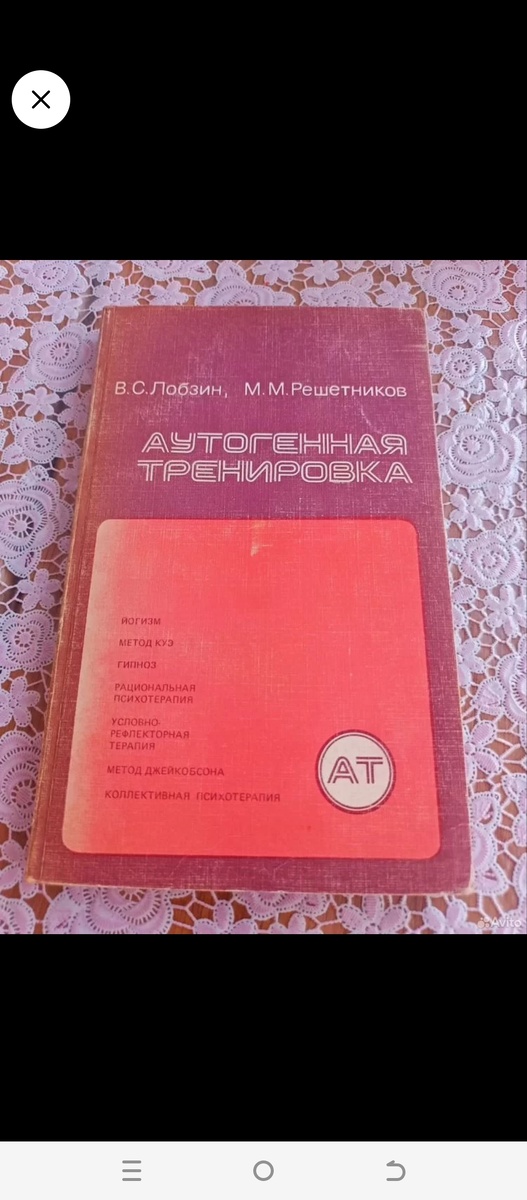 В.С.Лобзин, М.М.Решетников
АУТОГЕННАЯ
ТРЕНИРОВКА
ЙОГИЗМ
МЕТОД КУЭ
ГИПНОЗ
РАЦИОНАЛЬНАЯ
ПСИХОТЕРАПИЯ
УСЛОВНО-
РЕФЛЕКТОРНАЯ
ТЕРАПИЯ
МЕТОД ДЖЕЙКОБСОНА
КОЛЛЕКТИВНАЯ ПСИХОТЕРАПИЯ
АТ
Avito